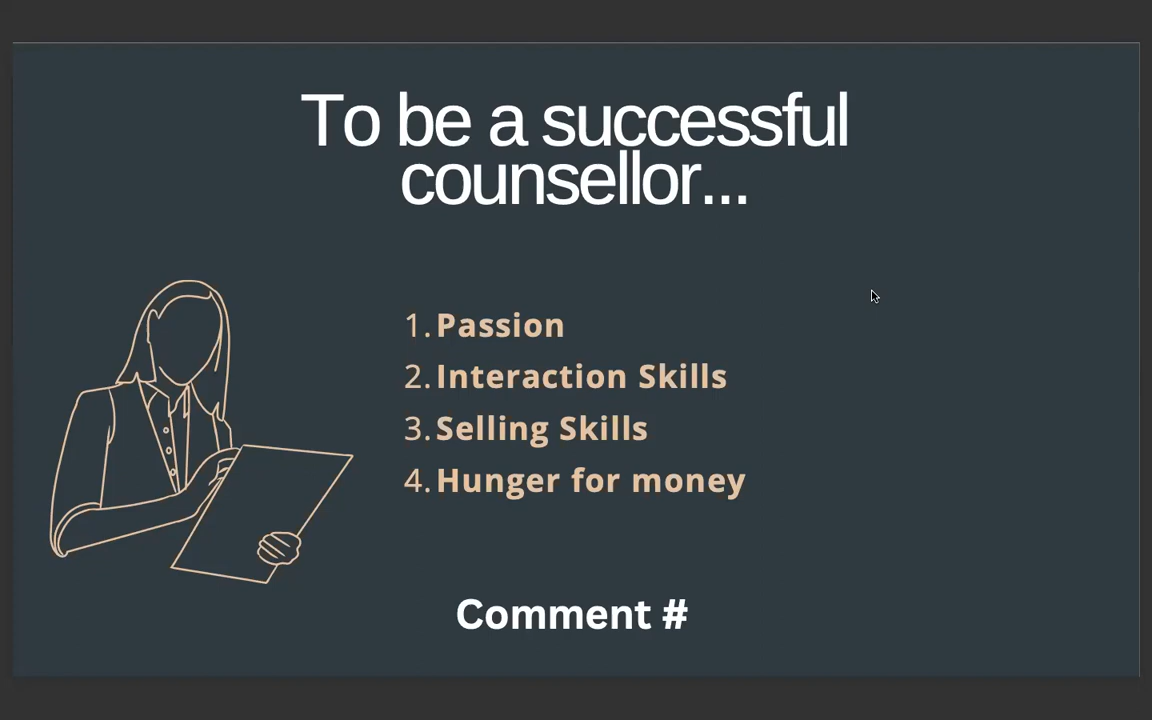 To be a successful
counsellor...
1. Passion
2. Interaction Skills
3. Selling Skills
4. Hunger for money
Comment #